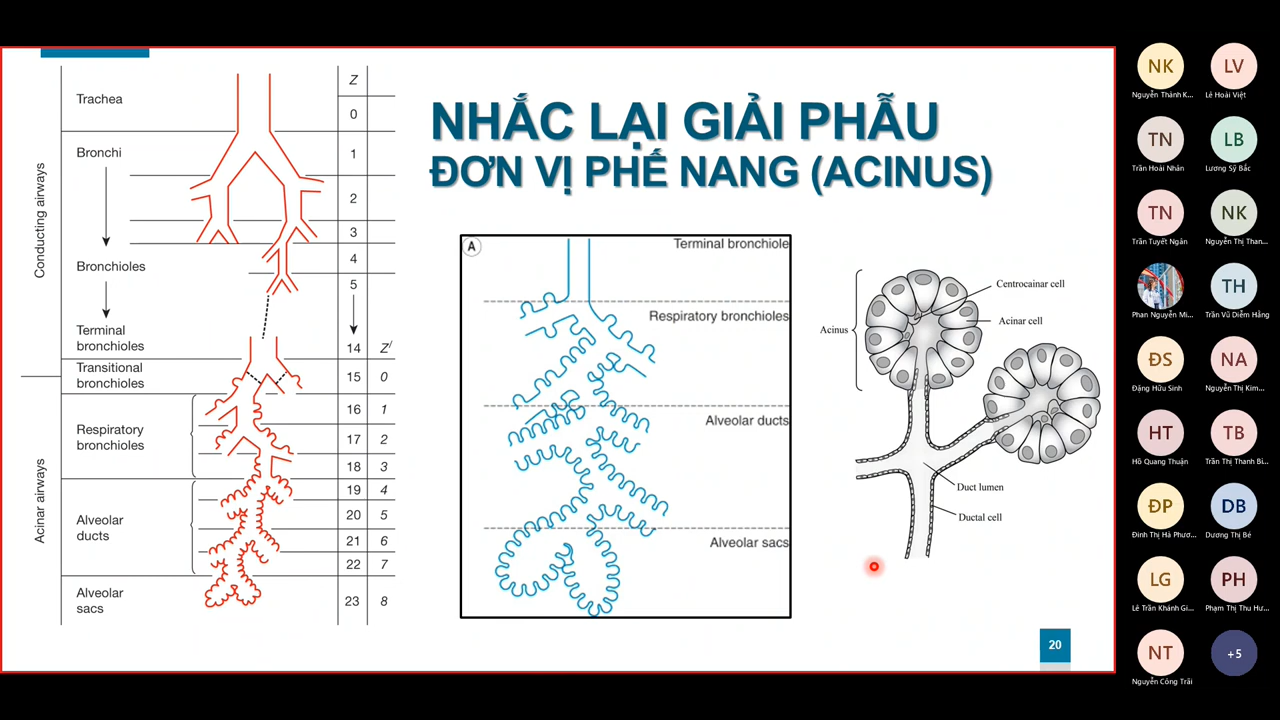 NHẮC LẠI GIẢI PHẪU
ĐƠN VỊ PHẾ NANG (ACINUS)
Conducting airways
Acinar airways
Z
Trachea
0
Bronchi
1
2
3
4
Bronchioles
5
Terminal
bronchioles
14 Z/
Transitional
bronchioles
15 0
16 1
Respiratory
bronchioles
17 2
18 3
19 4
Alveolar
ducts
20 5
21 6
22 7
Alveolar
sacs
23 8
A
Terminal bronchiole
Respiratory bronchioles
Alveolar ducts
Alveolar sacs
Centrocainar cell
Acinus
Acinar cell
Duct lumen
Ductal cell
20
NK
Nguyễn Thành K...
LV
Lê Hoài Việt
TN
Trần Hoài Nhân
LB
Lương Sỹ Bắc
TN
Trần Tuyết Ngân
NK
Nguyễn Thị Than...
Phan Nguyễn Mi...
TH
Trần Vũ Diễm Hằng
ĐS
Đặng Hữu Sinh
NA
Nguyễn Thị Kim...
HT
Hồ Quang Thuận
TB
Trần Thị Thanh Bì...
ĐP
Đinh Thị Hà Phươ...
DB
Dương Thị Bé
LG
Lê Trần Khánh Gi...
PH
Phạm Thị Thu Hư...
NT
Nguyễn Công Trãi
+5